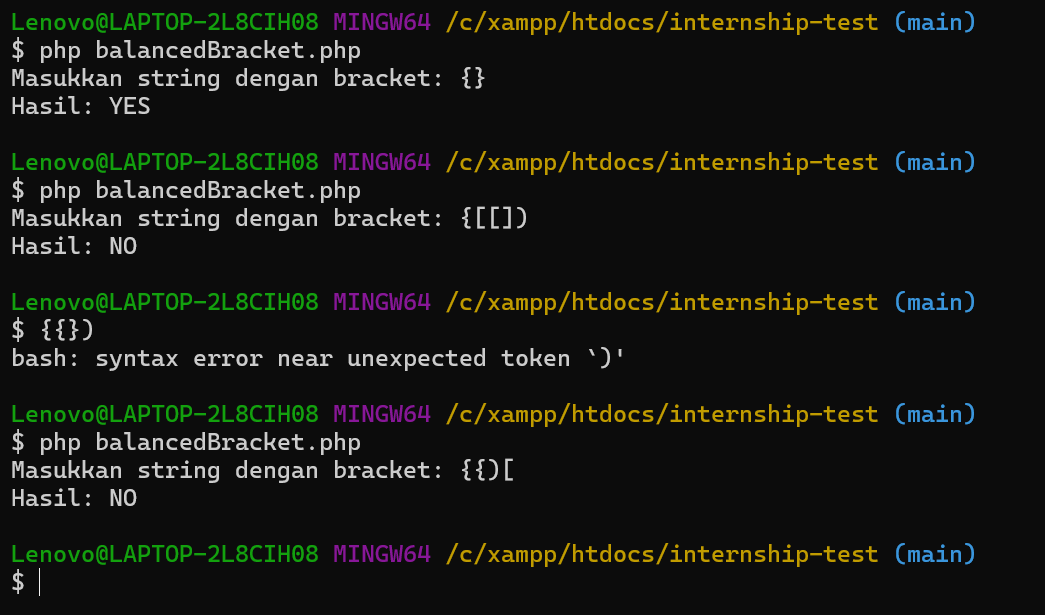 Lenovo@LAPTOP-2L8CIH08 MINGW64 /c/xampp/htdocs/internship-test (main)
$ php balancedBracket.php
Masukkan string dengan bracket: {}
Hasil: YES
Lenovo@LAPTOP-2L8CIH08 MINGW64 /c/xampp/htdocs/internship-test (main)
$ php balancedBracket.php
Masukkan string dengan bracket: {[[])
Hasil: NO
Lenovo@LAPTOP-2L8CIH08 MINGW64 /c/xampp/htdocs/internship-test (main)
$ {{})
bash: syntax error near unexpected token `)'
Lenovo@LAPTOP-2L8CIH08 MINGW64 /c/xampp/htdocs/internship-test (main)
$ php balancedBracket.php
Masukkan string dengan bracket: {{)[
Hasil: NO
Lenovo@LAPTOP-2L8CIH08 MINGW64 /c/xampp/htdocs/internship-test (main)
$